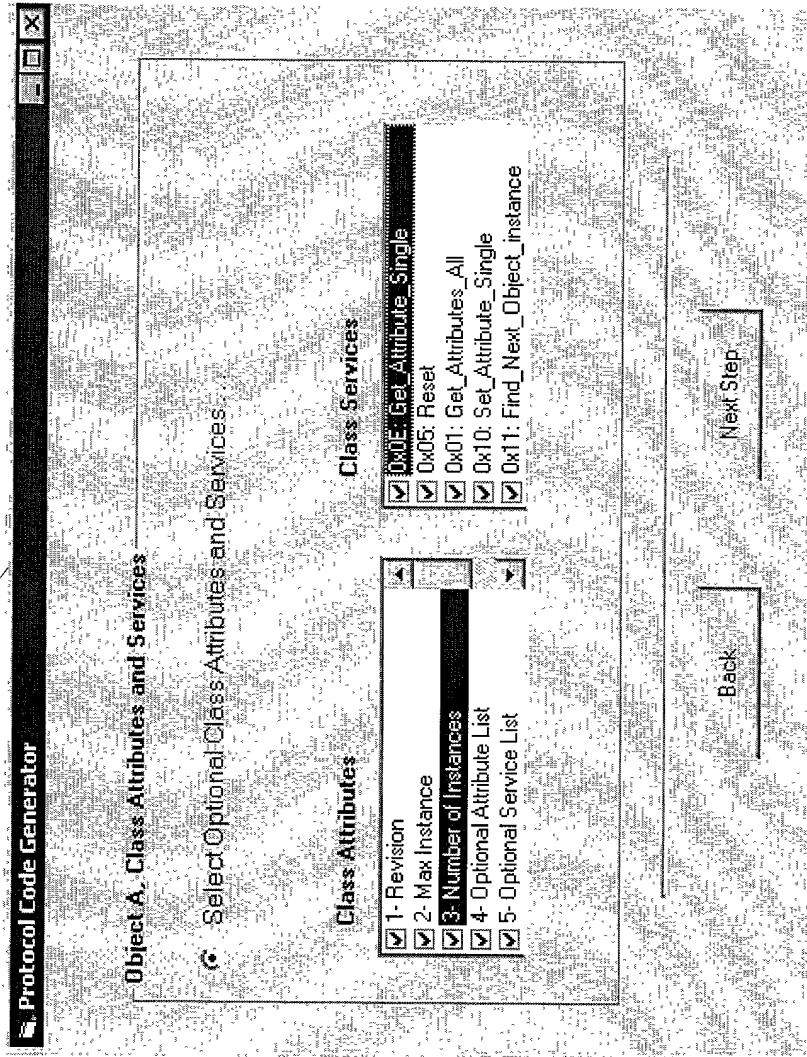 Protocol Code Generator
Object A, Class Attributes and Services
Select Optional Class Attributes and Services...
Class Attributes
1- Revision
2- Max Instance
3- Number of Instances
4- Optional Attribute List
5- Optional Service List
Class Services
0x0E: Get_Attribute_Single
0x05: Reset
0x01: Get_Attributes_All
0x10: Set_Attribute_Single
0x11: Find_Next_Object_instance
Back
Next Step